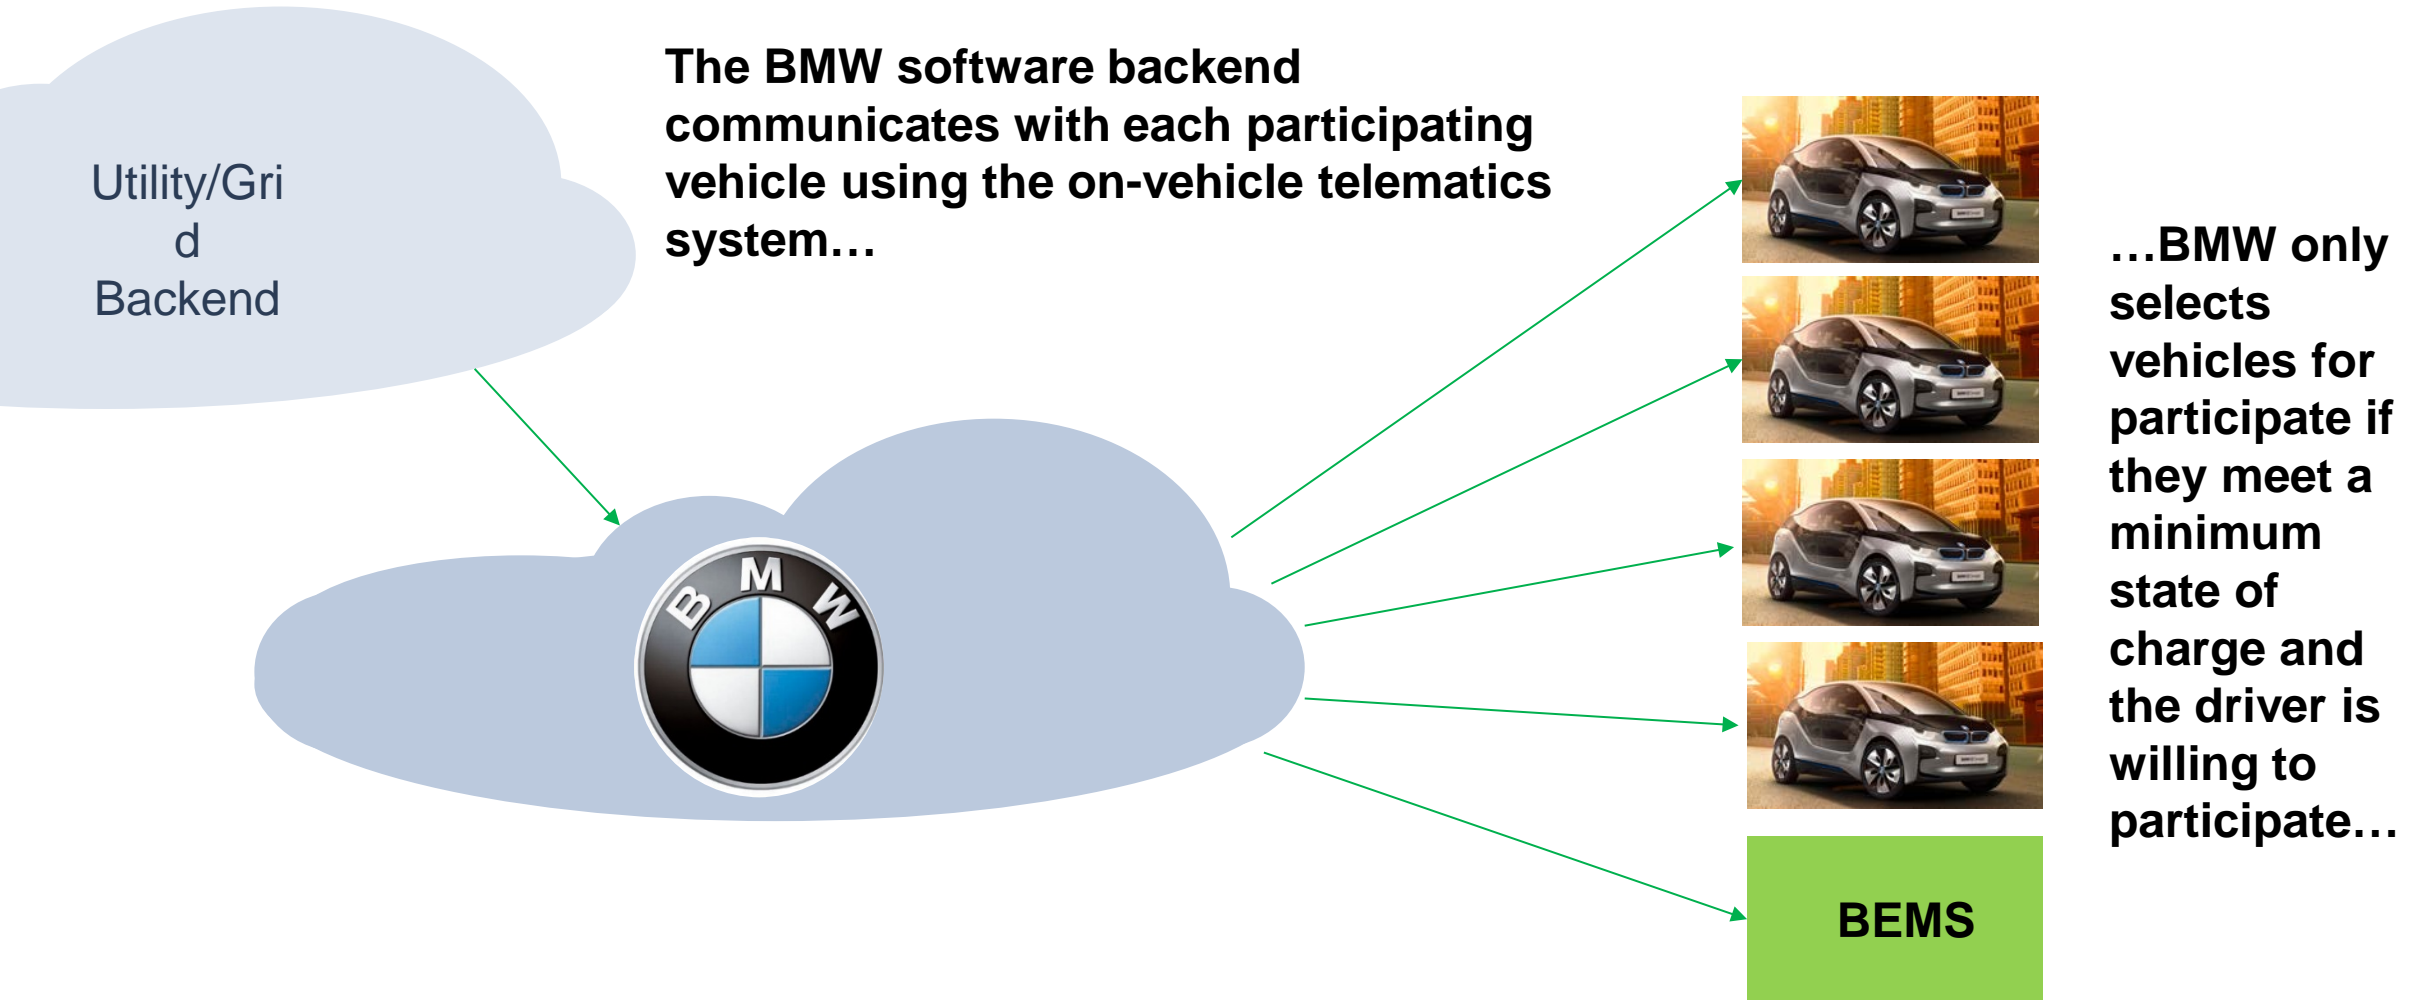 Utility/Gri
d
Backend
The BMW software backend
communicates with each participating
vehicle using the on-vehicle telematics
system…
BMW
…BMW only
selects
vehicles for
participate if
they meet a
minimum
state of
charge and
the driver is
willing to
participate…
BEMS